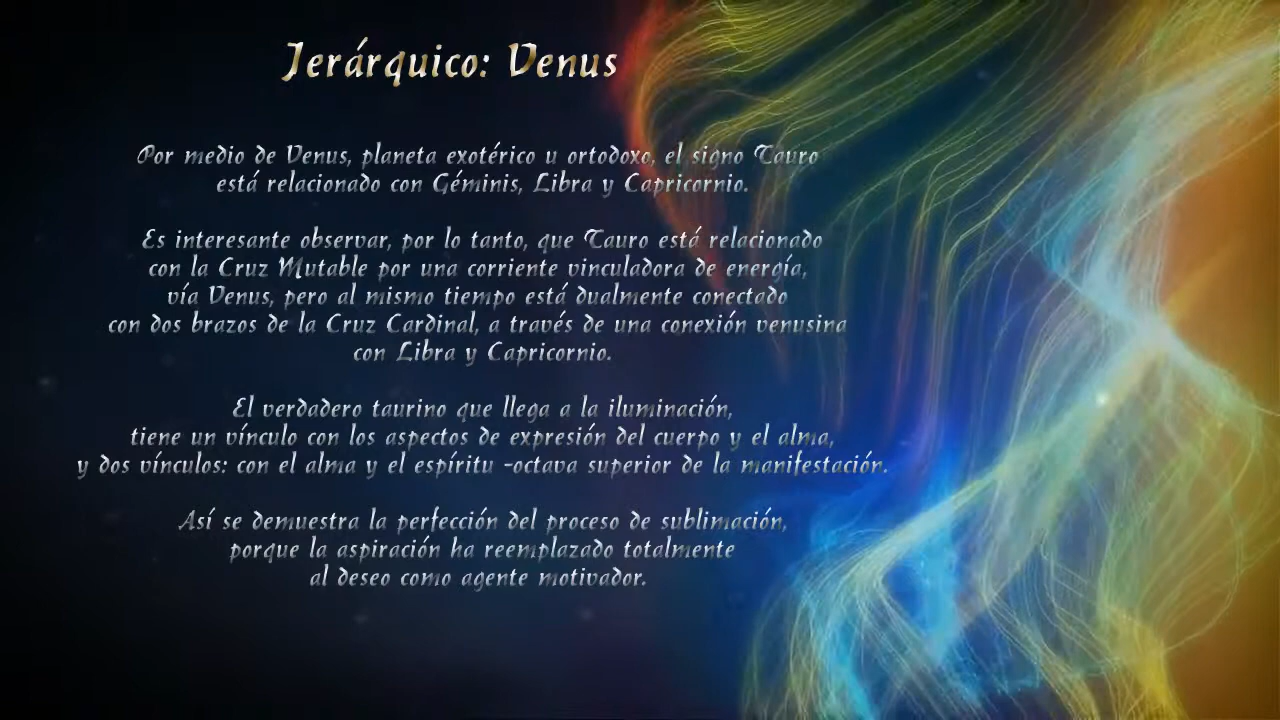 Jerárquico: Venus
Por medio de Venus, planeta exotérico u ortodoxo, el signo Tauro
está relacionado con Géminis, Libra y Capricornio.
Es interesante observar, por lo tanto, que Tauro está relacionado
con la Cruz Mutable por una corriente vinculadora de energía,
vía Venus, pero al mismo tiempo está dualmente conectado
con dos brazos de la Cruz Cardinal, a través de una conexión venusina
con Libra y Capricornio.
El verdadero taurino que llega a la iluminación,
tiene un vínculo con los aspectos de expresión del cuerpo y el alma,
y dos vínculos: con el alma y el espíritu -octava superior de la manifestación.
Así se demuestra la perfección del proceso de sublimación,
porque la aspiración ha reemplazado totalmente
al deseo como agente motivador.